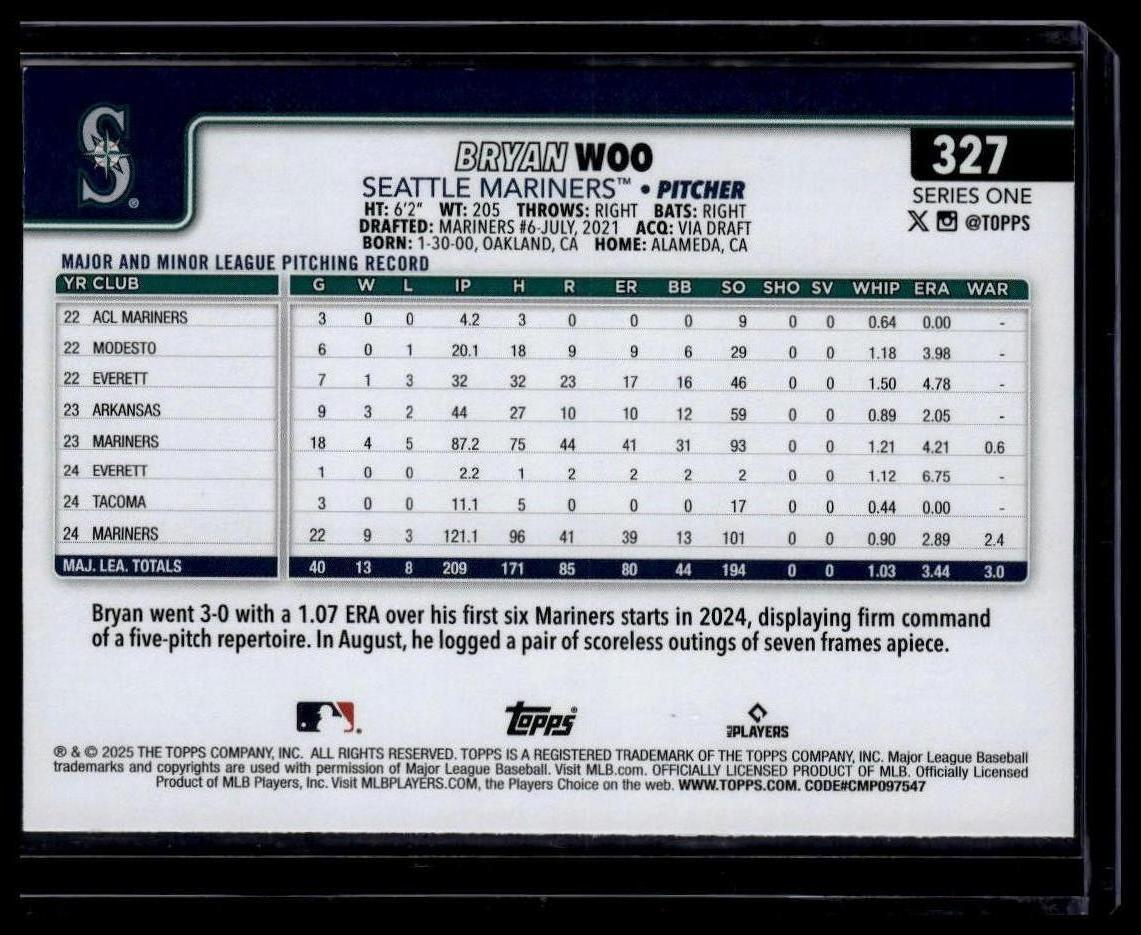 S
®
327
BRYAN WOO
SEATTLE MARINERS™ • PITCHER
SERIES ONE
HT: 6'2" WT: 205 THROWS: RIGHT BATS: RIGHT
@TOPPS
DRAFTED: MARINERS #6-JULY, 2021 ACQ: VIA DRAFT
BORN: 1-30-00, OAKLAND, CA HOME: ALAMEDA, CA
MAJOR AND MINOR LEAGUE PITCHING RECORD
YR CLUB G W L IP H R ER BB SO SHO SV WHIP ERA WAR
22 ACL MARINERS 3 0 0 4.2 3 0 0 0 9 0 0 0.64 0.00 -
22 MODESTO 6 0 1 20.1 18 9 9 6 29 0 0 1.18 3.98 -
22 EVERETT 7 1 3 32 32 23 17 16 46 0 0 1.50 4.78 -
23 ARKANSAS 9 3 2 44 27 10 10 12 59 0 0 0.89 2.05 -
23 MARINERS 18 4 5 87.2 75 44 41 31 93 0 0 1.21 4.21 0.6
24 EVERETT 1 0 0 2.2 1 2 2 2 2 0 0 1.12 6.75 -
24 TACOMA 3 0 0 11.1 5 0 0 0 17 0 0 0.44 0.00 -
24 MARINERS 22 9 3 121.1 96 41 39 13 101 0 0 0.90 2.89 2.4
MAJ. LEA. TOTALS 40 13 8 209 171 85 80 44 194 0 0 1.03 3.44 3.0
Bryan went 3-0 with a 1.07 ERA over his first six Mariners starts in 2024, displaying firm command
of a five-pitch repertoire. In August, he logged a pair of scoreless outings of seven frames apiece.
Topps®
MLB PLAYERS
® & © 2025 THE TOPPS COMPANY, INC. ALL RIGHTS RESERVED. TOPPS IS A REGISTERED TRADEMARK OF THE TOPPS COMPANY, INC. Major League Baseball
trademarks and copyrights are used with permission of Major League Baseball. Visit MLB.com. OFFICIALLY LICENSED PRODUCT OF MLB. Officially Licensed
Product of MLB Players, Inc. Visit MLBPLAYERS.COM, the Players Choice on the web. WWW.TOPPS.COM. CODE#CMP097547